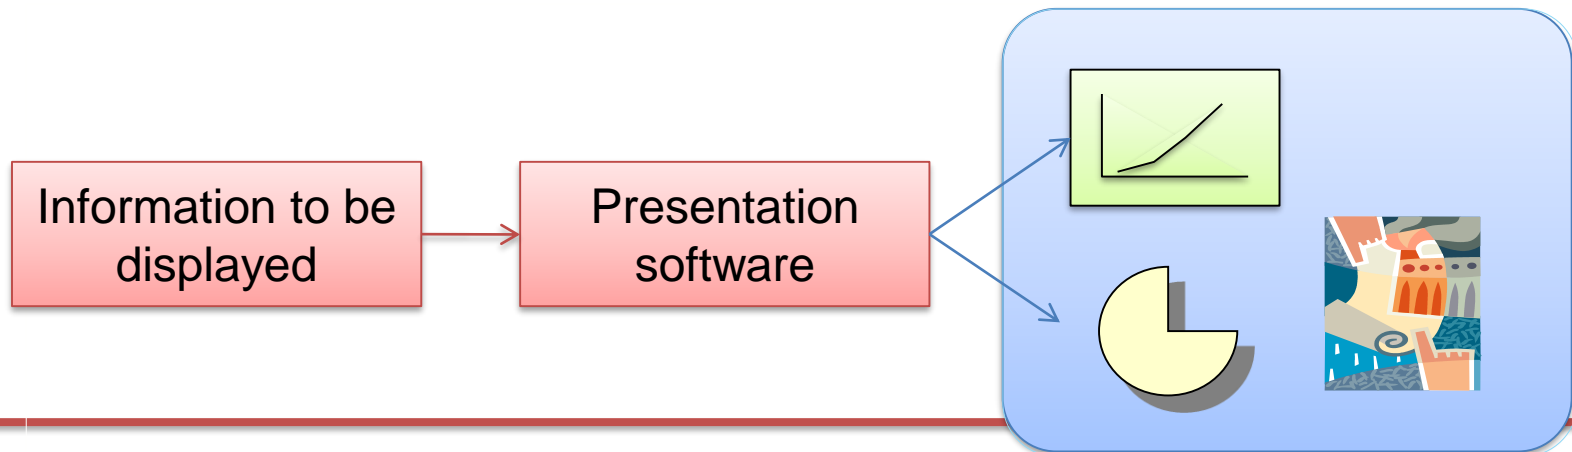 Information to be
displayed
Presentation
software